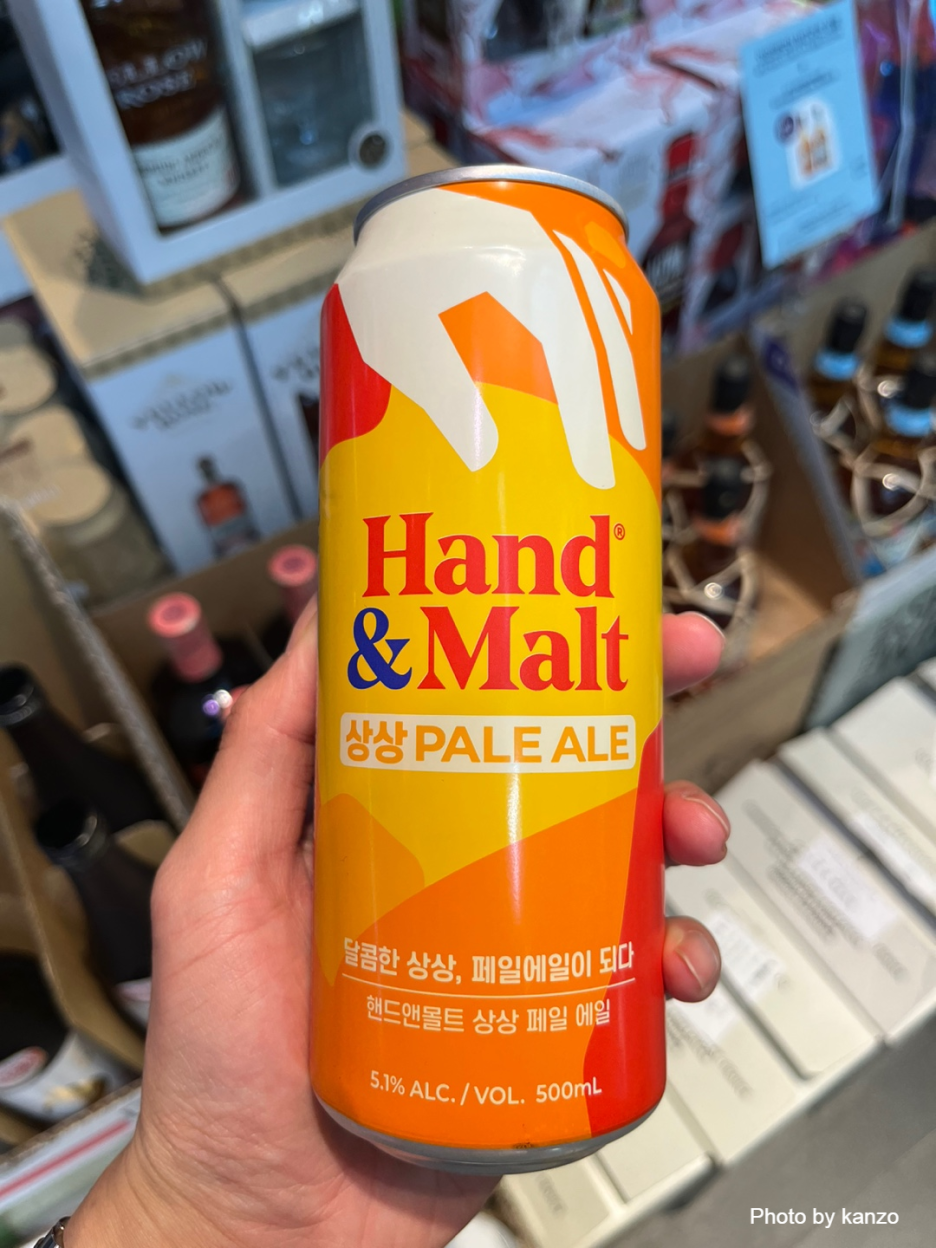 Hand®
&Malt
상상 PALE ALE
달콤한 상상, 페일에일이 되다
핸드앤몰트 상상 페일 에일
5.1% ALC. / VOL. 500mL
Photo by kanzo